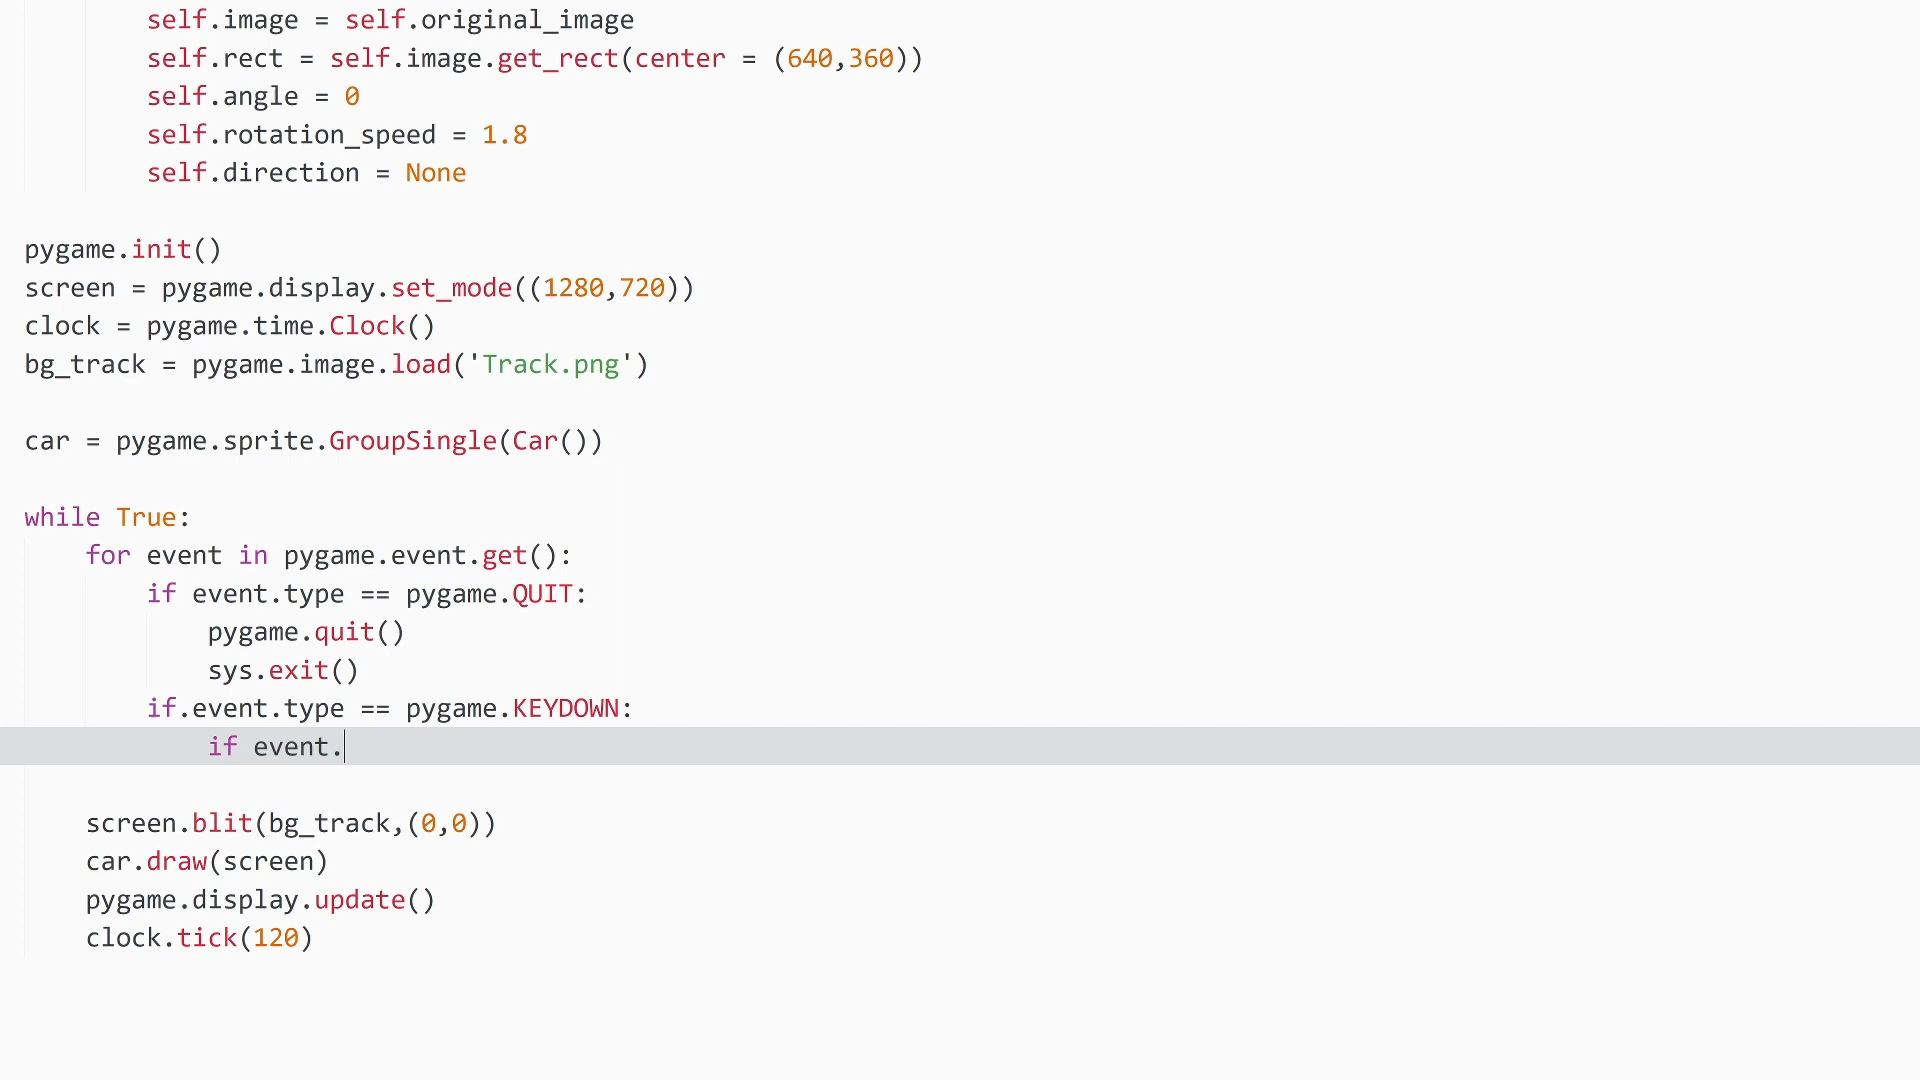 self.image = self.original_image
self.rect = self.image.get_rect(center = (640,360))
self.angle = 0
self.rotation_speed = 1.8
self.direction = None
pygame.init()
screen = pygame.display.set_mode((1280,720))
clock = pygame.time.Clock()
bg_track = pygame.image.load('Track.png')
car = pygame.sprite.GroupSingle(Car())
while True:
for event in pygame.event.get():
if event.type == pygame.QUIT:
pygame.quit()
sys.exit()
if.event.type == pygame.KEYDOWN:
if event.
screen.blit(bg_track,(0,0))
car.draw(screen)
pygame.display.update()
clock.tick(120)